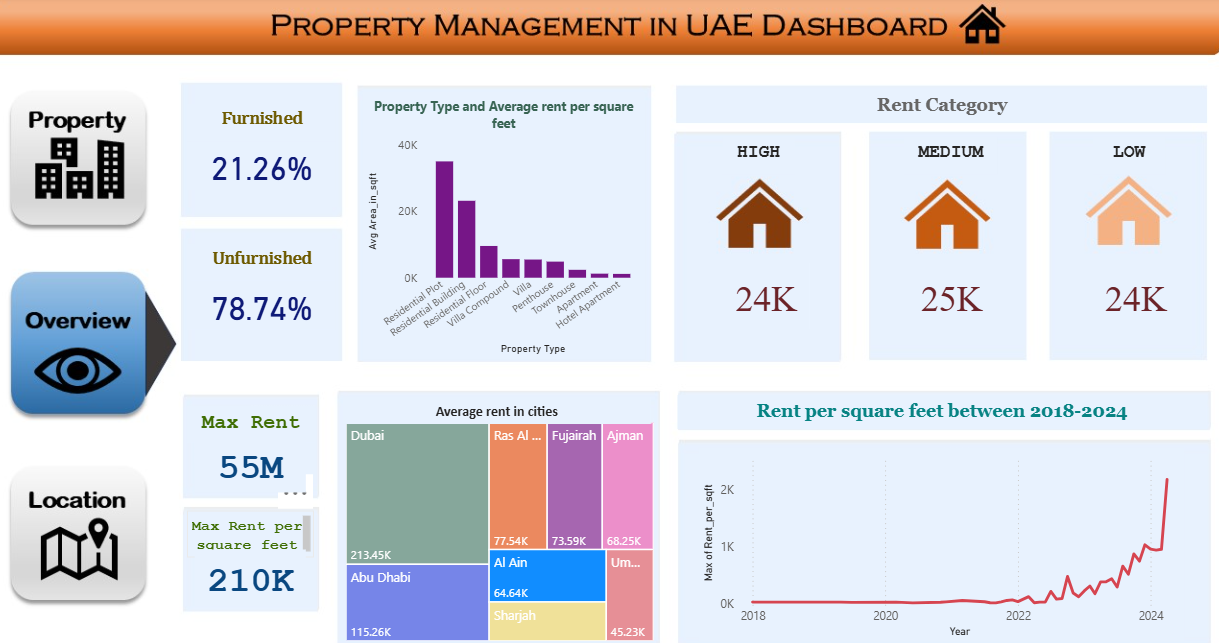 PROPERTY MANAGEMENT IN UAE DASHBOARD
Property
Overview
Location
Furnished
21.26%
Unfurnished
78.74%
Property Type and Average rent per square
feet
Avg Area_in_sqft
40K
20K
0K
Residential Plot
Residential Building
Residential Floor
Villa Compound
Villa
Penthouse
Townhouse
Apartment
Hotel Apartment
Property Type
Rent Category
HIGH
24K
MEDIUM
25K
LOW
24K
Max Rent
55M
...
Max Rent per
square feet
210K
Average rent in cities
Dubai
213.45K
Abu Dhabi
115.26K
Ras Al ...
77.54K
Fujairah
73.59K
Ajman
68.25K
Al Ain
64.64K
Sharjah
Um...
45.23K
Rent per square feet between 2018-2024
Max of Rent_per_sqft
2K
1K
0K
2018
2020
2022
2024
Year